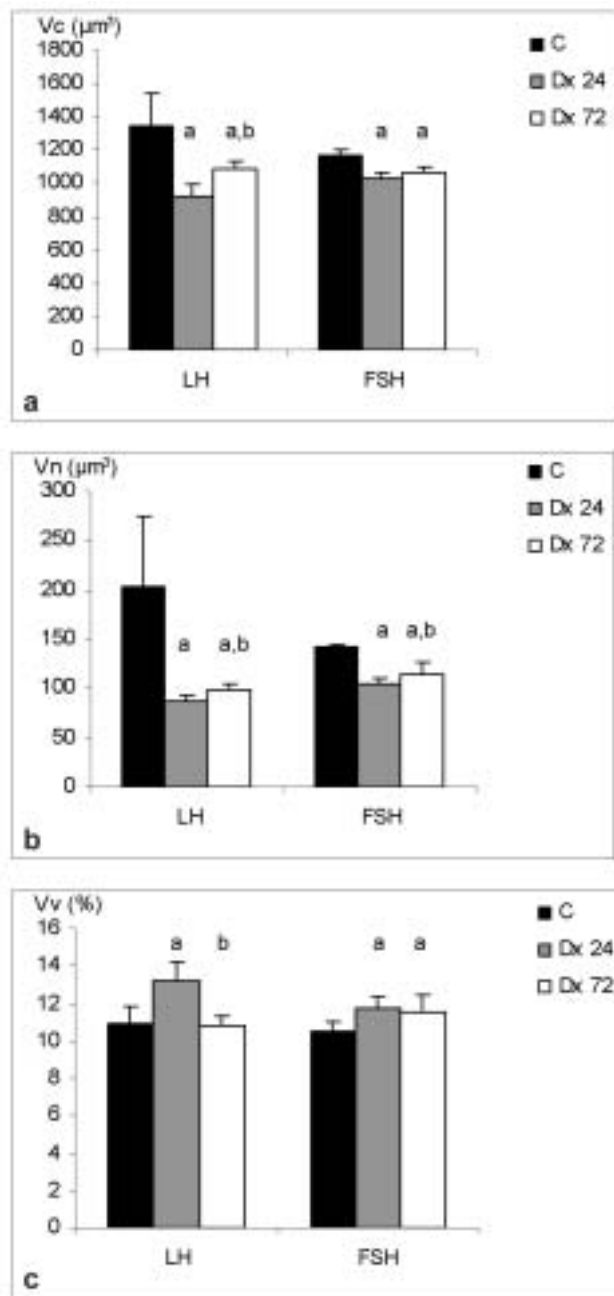 Vc (µm³)
1800
1600
1400
1200
1000
800
600
400
200
0
C
Dx 24
Dx 72
a a,b a a
LH FSH
a
Vn (µm³)
300
250
200
150
100
50
0
C
Dx 24
Dx 72
a a,b a a,b
LH FSH
b
Vv (%)
16
14
12
10
8
6
4
2
0
C
Dx 24
Dx 72
a b a a
LH FSH
c